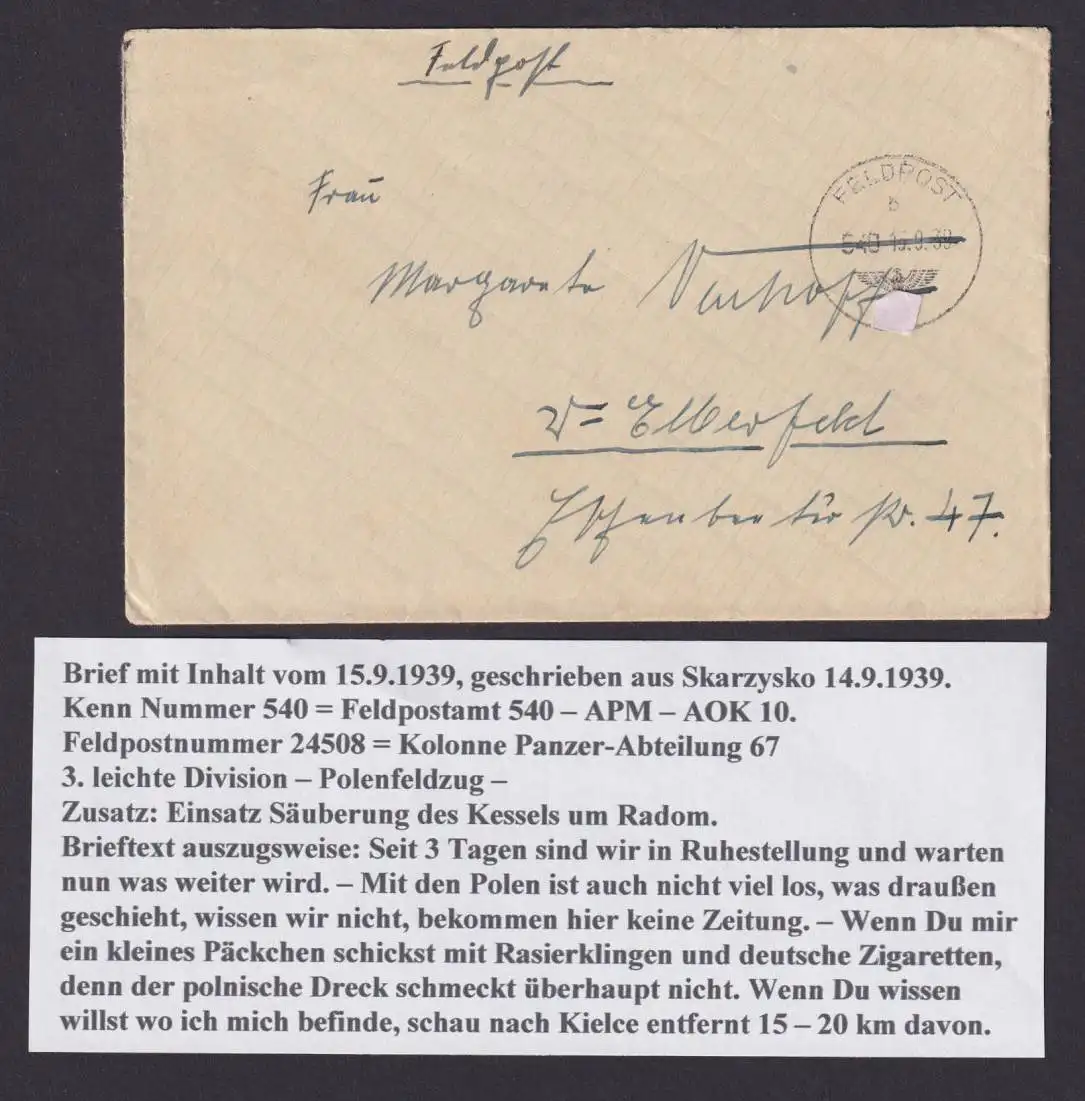 Feldpost
FELDPOST
b
540 15.9.39
Frau
Margarete Venhoff
W=Elberfeld
47.
Brief mit Inhalt vom 15.9.1939, geschrieben aus Skarzysko 14.9.1939.
Kenn Nummer 540 = Feldpostamt 540 – APM – AOK 10.
Feldpostnummer 24508 = Kolonne Panzer-Abteilung 67
3. leichte Division – Polenfeldzug –
Zusatz: Einsatz Säuberung des Kessels um Radom.
Brieftext auszugsweise: Seit 3 Tagen sind wir in Ruhestellung und warten
nun was weiter wird. – Mit den Polen ist auch nicht viel los, was draußen
geschieht, wissen wir nicht, bekommen hier keine Zeitung. – Wenn Du mir
ein kleines Päckchen schickst mit Rasierklingen und deutsche Zigaretten,
denn der polnische Dreck schmeckt überhaupt nicht. Wenn Du wissen
willst wo ich mich befinde, schau nach Kielce entfernt 15 – 20 km davon.